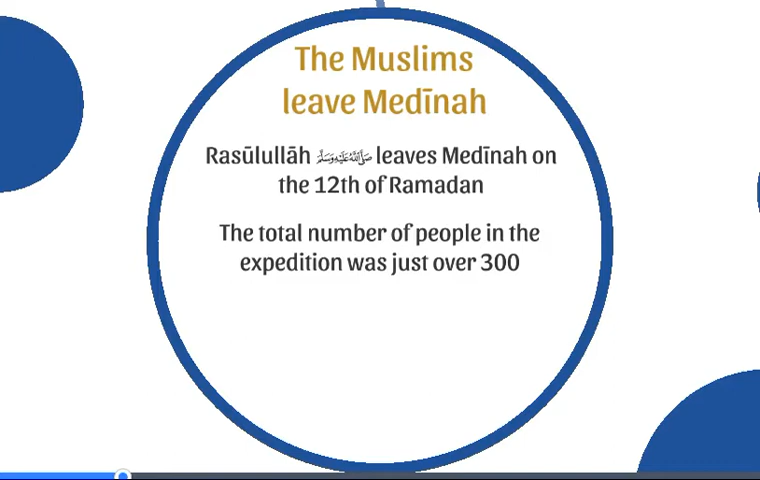 The Muslims
leave Medīnah
Rasūlullāh ﷺ leaves Medīnah on
the 12th of Ramadan
The total number of people in the
expedition was just over 300